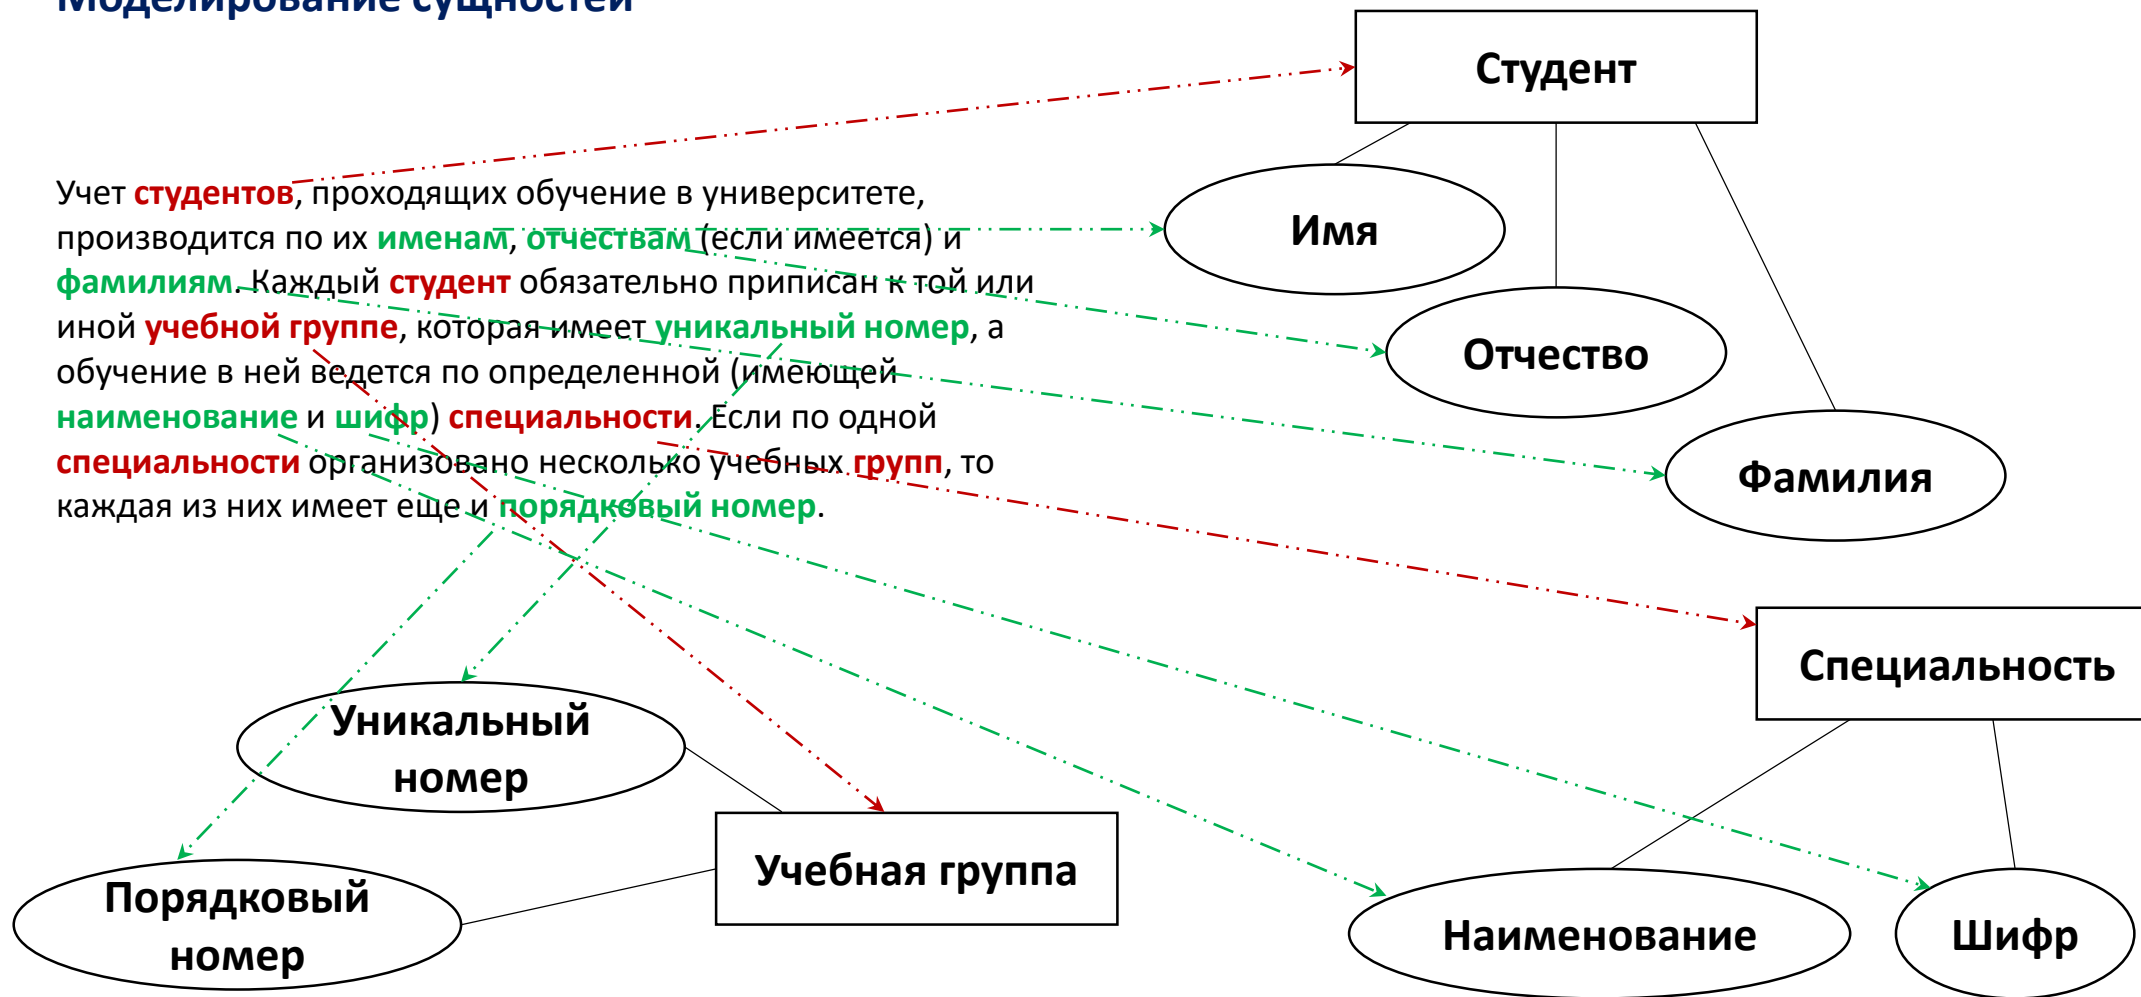 Моделирование сущностей
Студент
Учет студентов, проходящих обучение в университете,
производится по их именам, отчествам (если имеется) и
фамилиям. Каждый студент обязательно приписан к той или
иной учебной группе, которая имеет уникальный номер, а
обучение в ней ведется по определенной (имеющей
наименование и шифр) специальности. Если по одной
специальности организовано несколько учебных групп, то
каждая из них имеет еще и порядковый номер.
Имя
Отчество
Фамилия
Специальность
Уникальный
номер
Учебная группа
Порядковый
номер
Наименование
Шифр